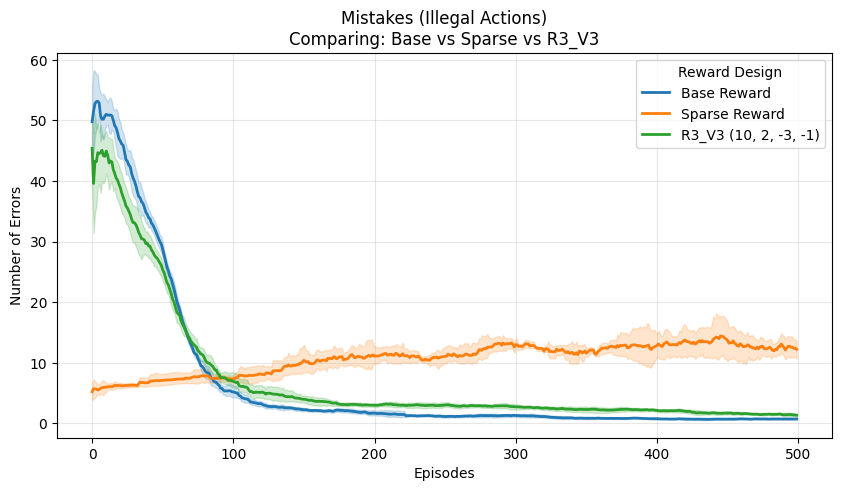 Mistakes (Illegal Actions)
Comparing: Base vs Sparse vs R3_V3
Reward Design
Base Reward
Sparse Reward
R3_V3 (10, 2, -3, -1)
Number of Errors
60
50
40
30
20
10
0
0 100 200 300 400 500
Episodes